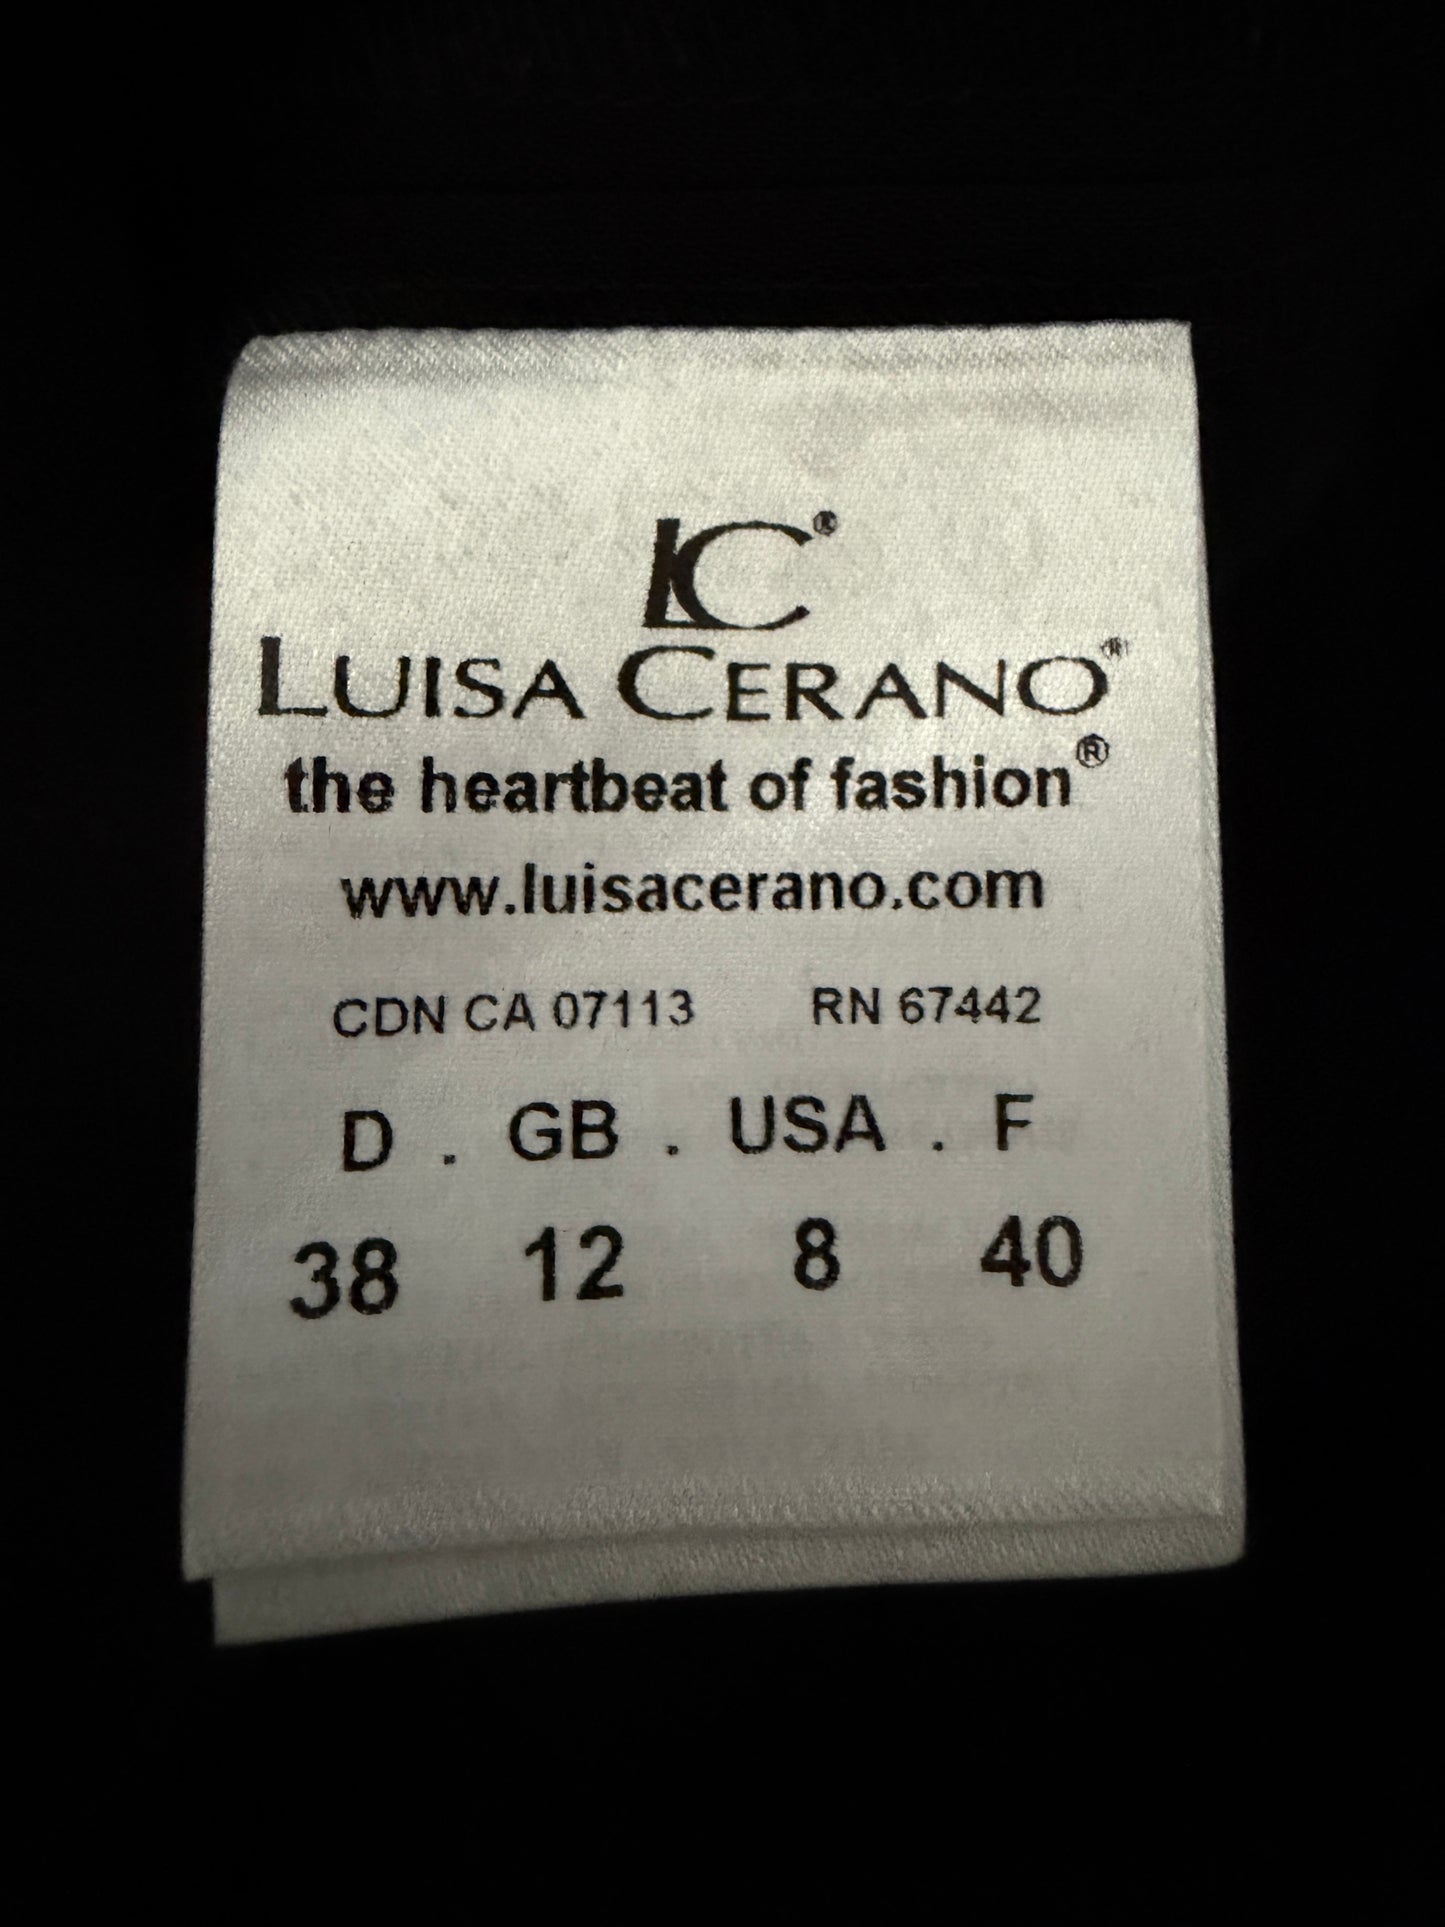 LC®
LUISA CERANO®
the heartbeat of fashion®
www.luisacerano.com
CDN CA 07113 RN 67442
D . GB . USA . F
38 12 8 40